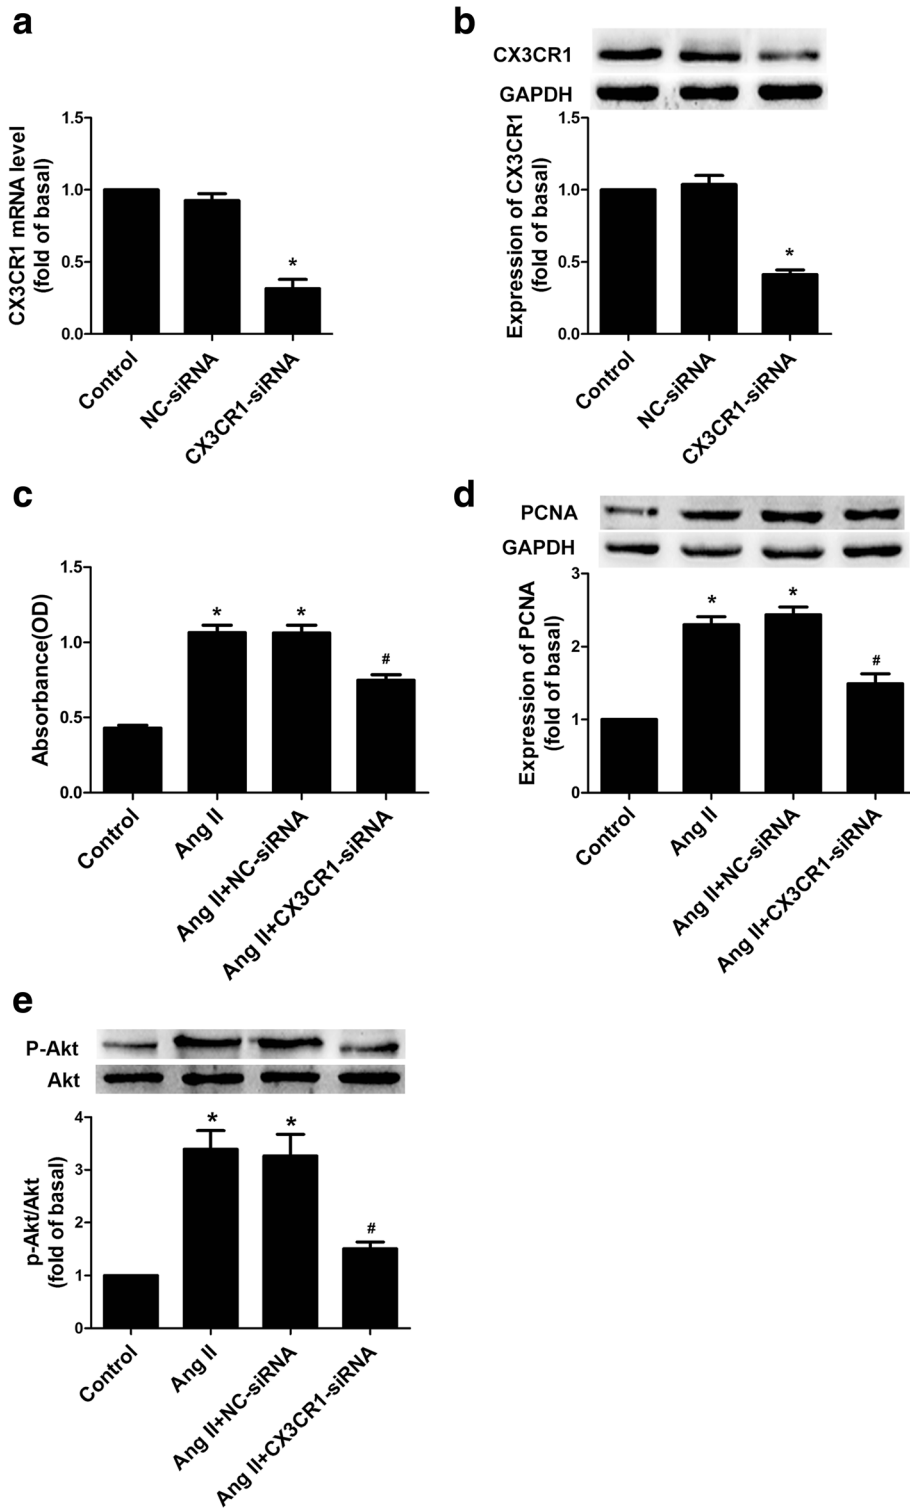 a
CX3CR1 mRNA level
(fold of basal)
1.5
1.0
0.5
0.0
*
Control
NC-siRNA
CX3CR1-siRNA
b
CX3CR1
GAPDH
Expression of CX3CR1
(fold of basal)
1.5
1.0
0.5
0.0
*
Control
NC-siRNA
CX3CR1-siRNA
c
Absorbance(OD)
1.5
1.0
0.5
0.0
*
*
#
Control
Ang II
Ang II+NC-siRNA
Ang II+CX3CR1-siRNA
d
PCNA
GAPDH
Expression of PCNA
(fold of basal)
3
2
1
0
*
*
#
Control
Ang II
Ang II+NC-siRNA
Ang II+CX3CR1-siRNA
e
P-Akt
Akt
p-Akt/Akt
(fold of basal)
4
3
2
1
0
*
*
#
Control
Ang II
Ang II+NC-siRNA
Ang II+CX3CR1-siRNA